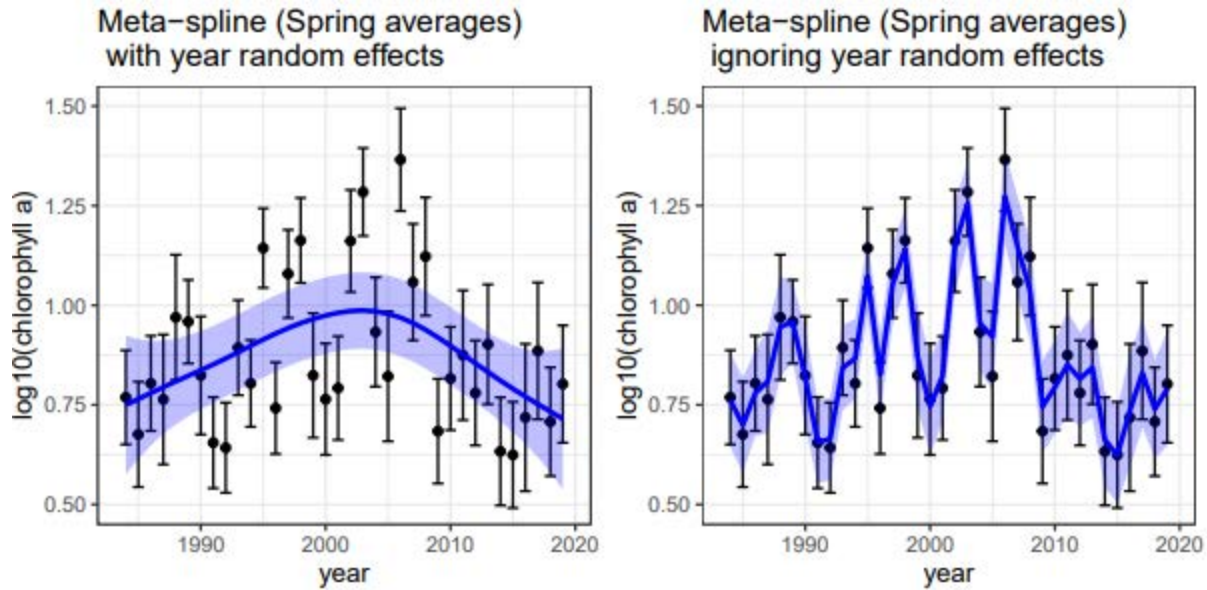 Meta−spline (Spring averages)
with year random effects
1.50
1.25
1.00
0.75
0.50
log10(chlorophyll a)
1990 2000 2010 2020
year
Meta−spline (Spring averages)
ignoring year random effects
1.50
1.25
1.00
0.75
0.50
log10(chlorophyll a)
1990 2000 2010 2020
year